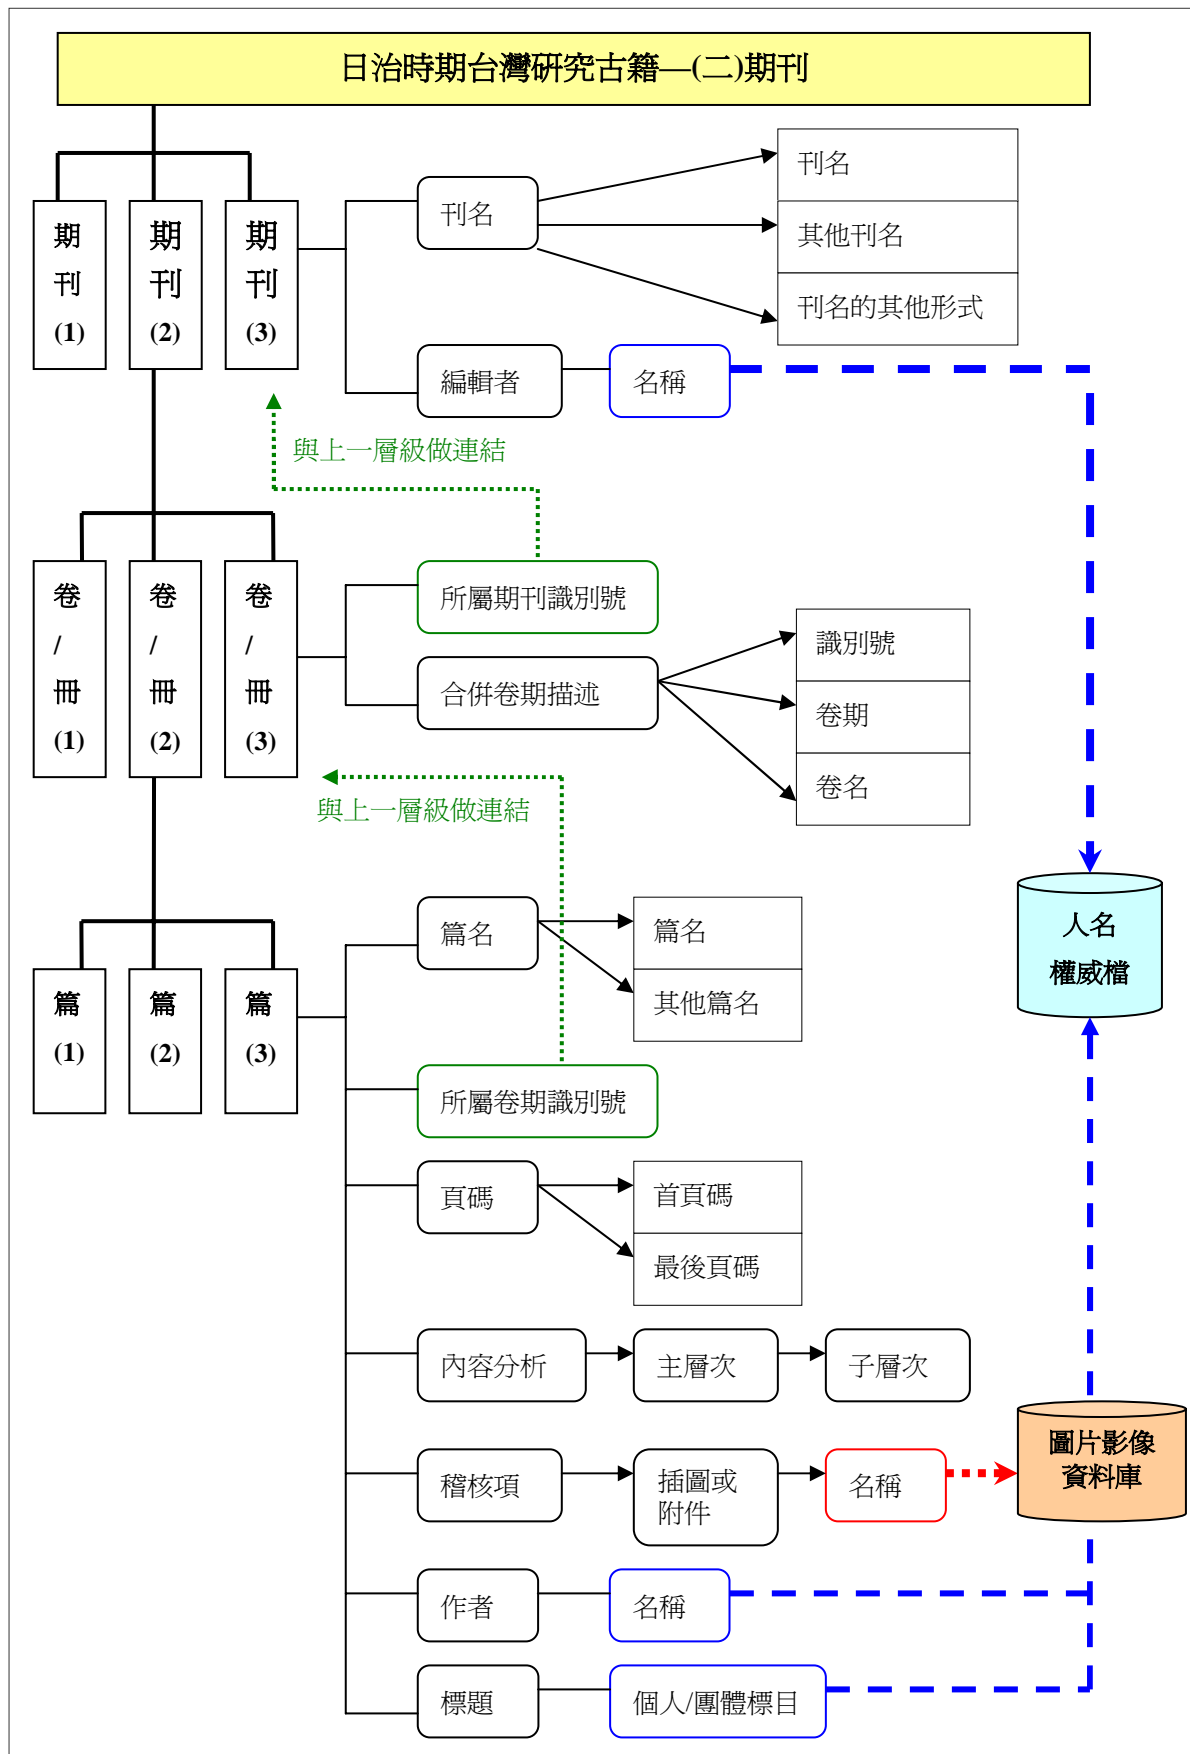 日治時期台灣研究古籍—(二)期刊
期
刊
(1)
期
刊
(2)
期
刊
(3)
刊名
刊名
其他刊名
刊名的其他形式
編輯者
名稱
與上一層級做連結
卷
/
冊
(1)
卷
/
冊
(2)
卷
/
冊
(3)
所屬期刊識別號
合併卷期描述
識別號
卷期
卷名
與上一層級做連結
人名
權威檔
篇
(1)
篇
(2)
篇
(3)
篇名
篇名
其他篇名
所屬卷期識別號
頁碼
首頁碼
最後頁碼
內容分析
主層次
子層次
稽核項
插圖或
附件
名稱
圖片影像
資料庫
作者
名稱
標題
個人/團體標目